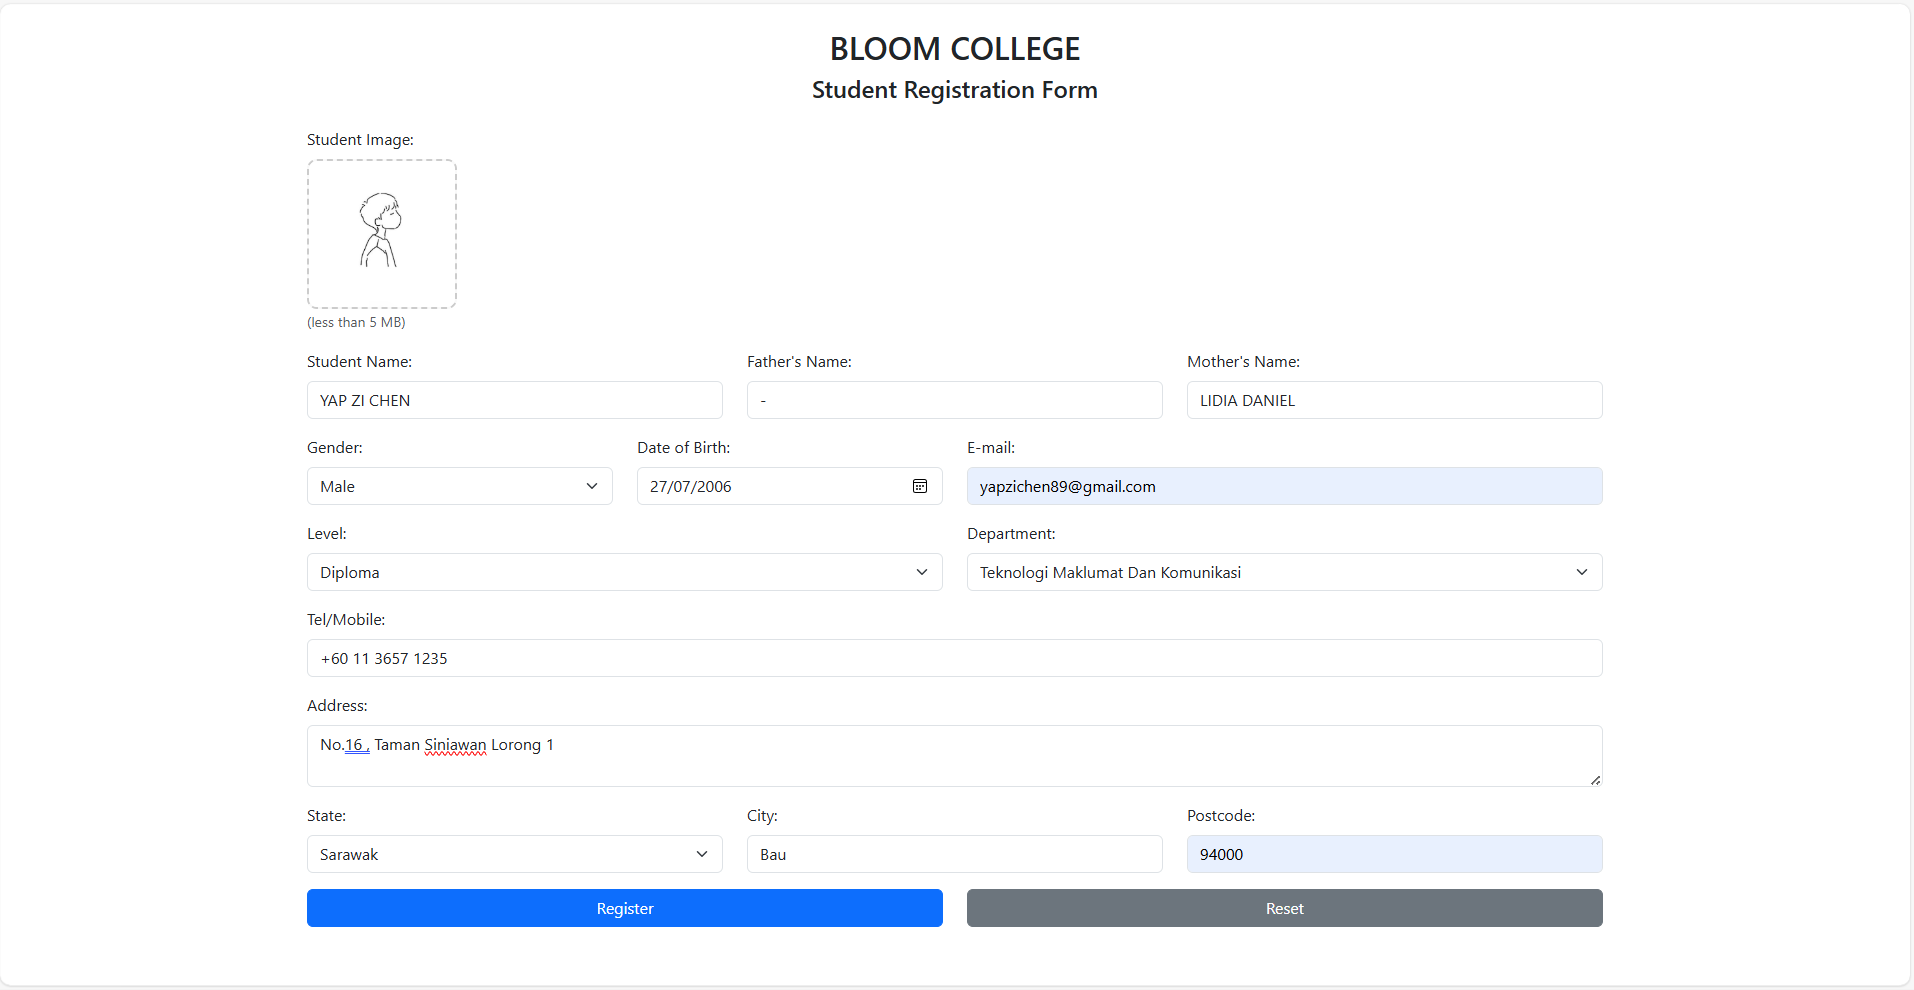 BLOOM COLLEGE
Student Registration Form
Student Image:
(less than 5 MB)
Student Name: Father's Name: Mother's Name:
YAP ZI CHEN - LIDIA DANIEL
Gender: Date of Birth: E-mail:
Male 27/07/2006 yapzichen89@gmail.com
Level: Department:
Diploma Teknologi Maklumat Dan Komunikasi
Tel/Mobile:
+60 11 3657 1235
Address:
No.16 , Taman Siniawan Lorong 1
State: City: Postcode:
Sarawak Bau 94000
Register Reset